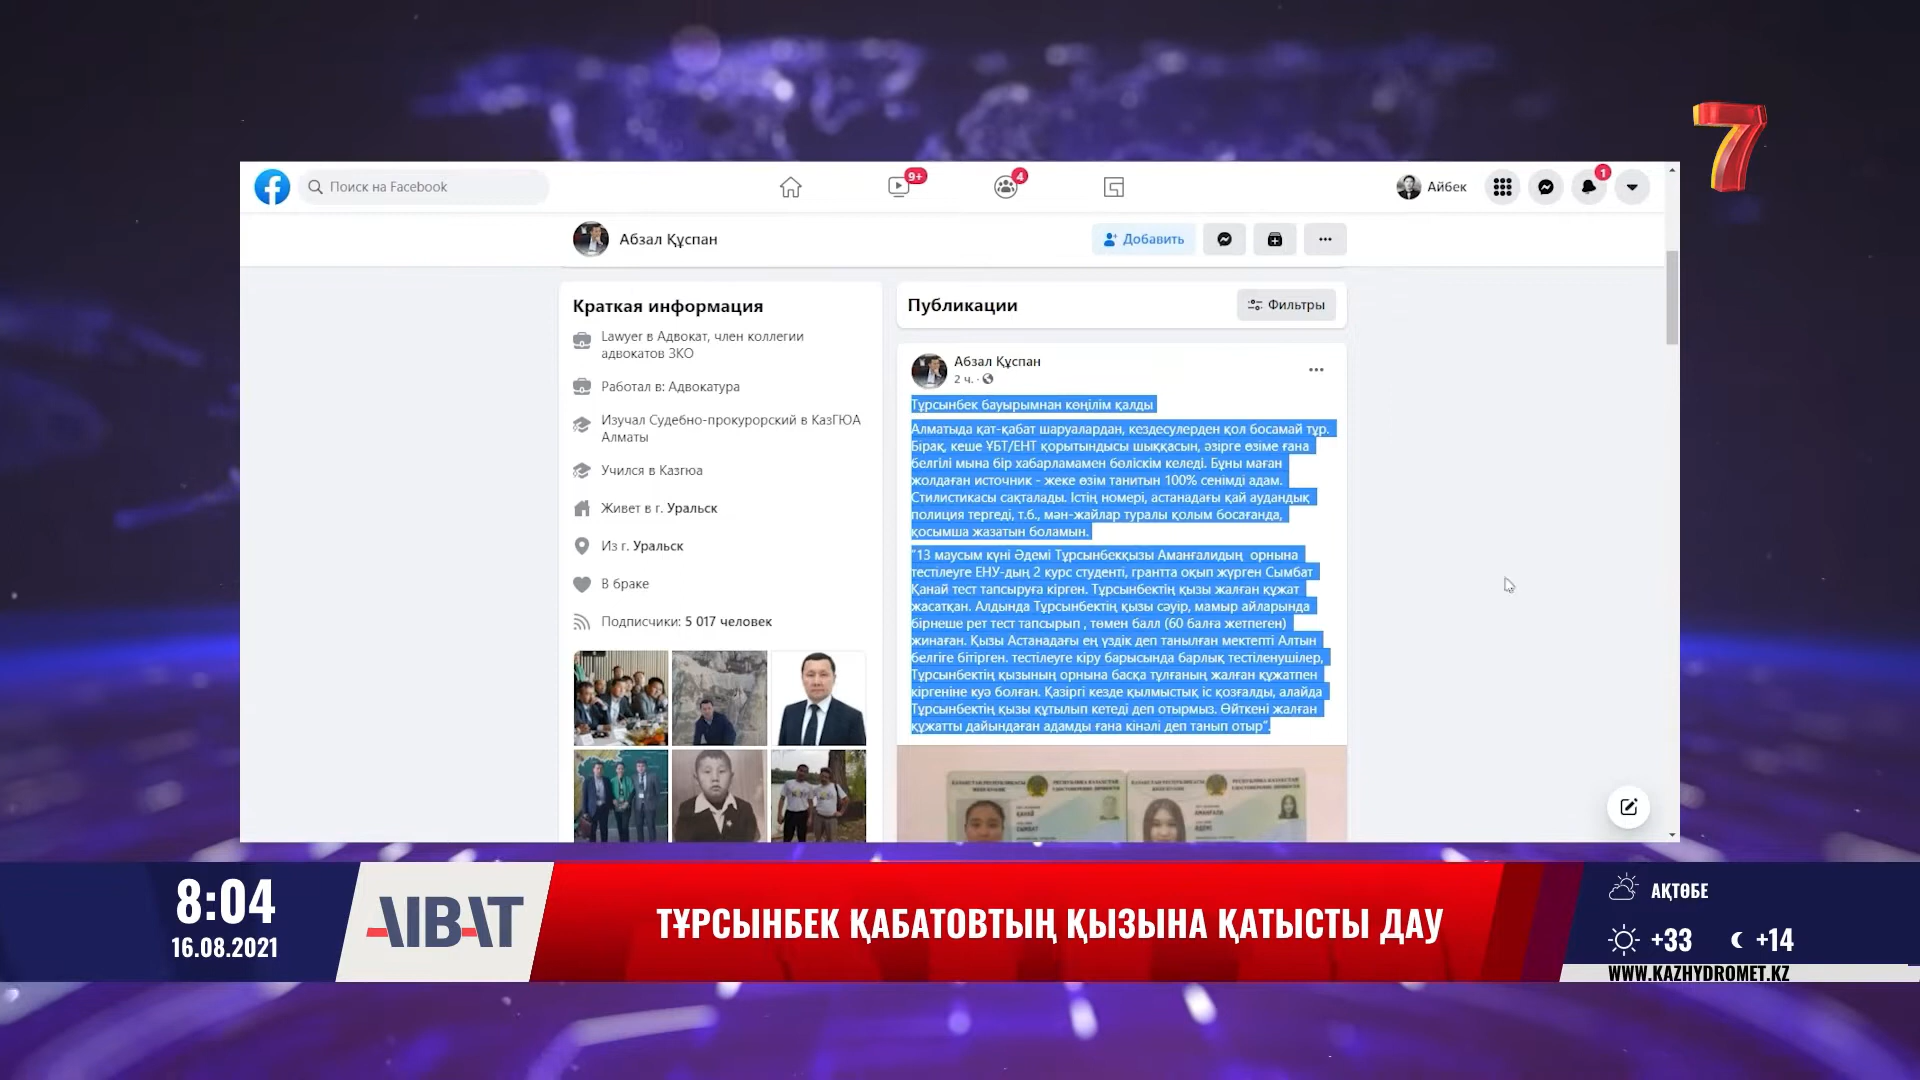 7
Поиск на Facebook
9+
4
Айбек
1
Абзал Құспан
Добавить
Краткая информация
Lawyer в Адвокат, член коллегии
адвокатов ЗКО
Работал в: Адвокатура
Изучал Судебно-прокурорский в КазГЮА
Алматы
Учился в Казгюа
Живет в г. Уральск
Из г. Уральск
В браке
Подписчики: 5 017 человек
Публикации
Фильтры
Абзал Құспан
2 ч. ·
Тұрсынбек бауырымнан көңілім қалды
Алматыда қат-қабат шаруалардан, кездесулерден қол босамай тұр.
Бірақ, кеше ҰБТ/ЕНТ қорытындысы шыққасын, әзірге өзіме ғана
белгілі мына бір хабарламамен бөліскім келеді. Бұны маған
жолдаған источник - жеке өзім танитын 100% сенімді адам.
Стилистикасы сақталады. Істің номері, астанадағы қай аудандық
полиция тергеді, т.б., мән-жайлар туралы қолым босағанда,
қосымша жазатын боламын.
"13 маусым күні Әдемі Тұрсынбекқызы Аманғалидың орнына
тестілеуге ЕНУ-дың 2 курс студенті, грантта оқып жүрген Сымбат
Қанай тест тапсыруға кірген. Тұрсынбектің қызы жалған құжат
жасатқан. Алдында Тұрсынбектің қызы сәуір, мамыр айларында
бірнеше рет тест тапсырып , төмен балл (60 балға жетпеген)
жинаған. Қызы Астанадағы ең үздік деп танылған мектепті Алтын
белгіге бітірген. тестілеуге кіру барысында барлық тестіленушілер,
Тұрсынбектің қызының орнына басқа тұлғаның жалған құжатпен
кіргеніне куә болған. Қазіргі кезде қылмыстық іс қозғалды, алайда
Тұрсынбектің қызы құтылып кетеді деп отырмыз. Өйткені жалған
құжатты дайындаған адамды ғана кінәлі деп танып отыр".
ҚАНАЙ
СЫМБАТ
АМАНҒАЛИ
ӘДЕМІ
8:04
16.08.2021
AIBAT
ТҰРСЫНБЕК ҚАБАТОВТЫҢ ҚЫЗЫНА ҚАТЫСТЫ ДАУ
АҚТӨБЕ
+33
+14
WWW.KAZHYDROMET.KZ